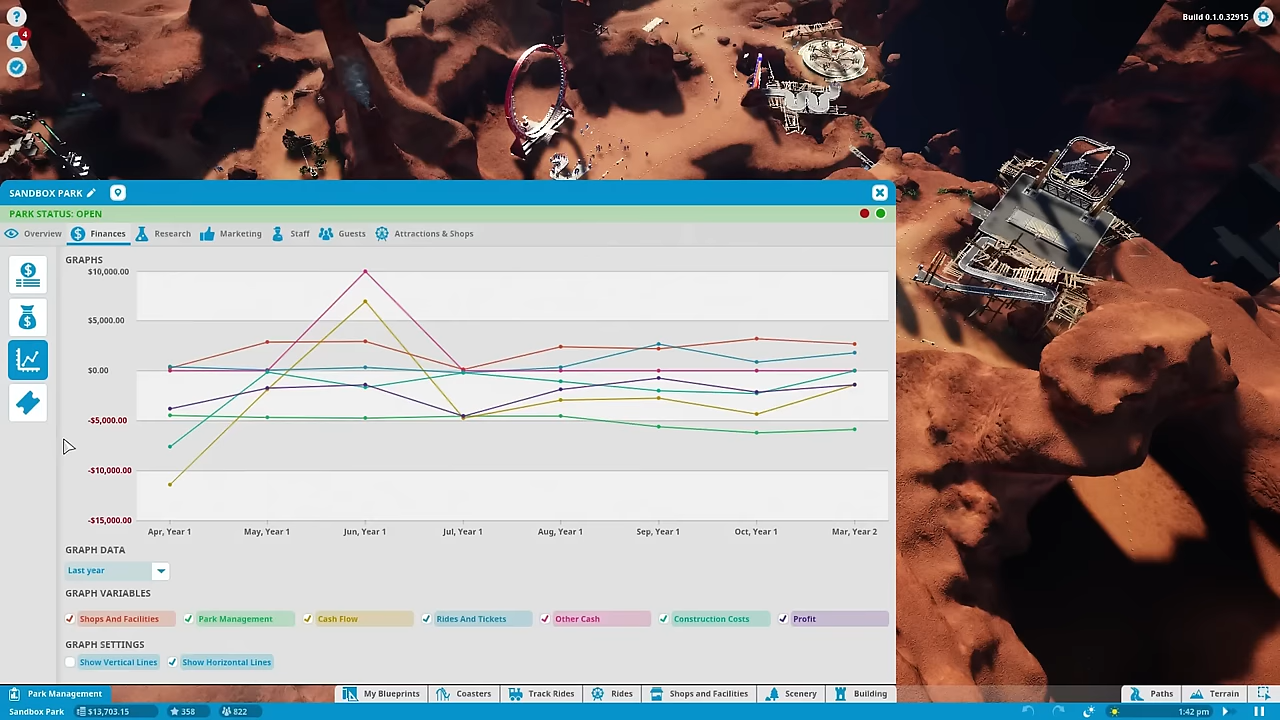 ?
Build 0.1.0.32915
4
SANDBOX PARK
PARK STATUS: OPEN
Overview Finances Research Marketing Staff Guests Attractions & Shops
GRAPHS
$10,000.00
$5,000.00
$0.00
-$5,000.00
-$10,000.00
-$15,000.00
Apr, Year 1 May, Year 1 Jun, Year 1 Jul, Year 1 Aug, Year 1 Sep, Year 1 Oct, Year 1 Mar, Year 2
GRAPH DATA
Last year
GRAPH VARIABLES
Shops And Facilities Park Management Cash Flow Rides And Tickets Other Cash Construction Costs Profit
GRAPH SETTINGS
Show Vertical Lines Show Horizontal Lines
Park Management My Blueprints Coasters Track Rides Rides Shops and Facilities Scenery Building Paths Terrain
Sandbox Park $13,703.15 358 822 1:42 pm